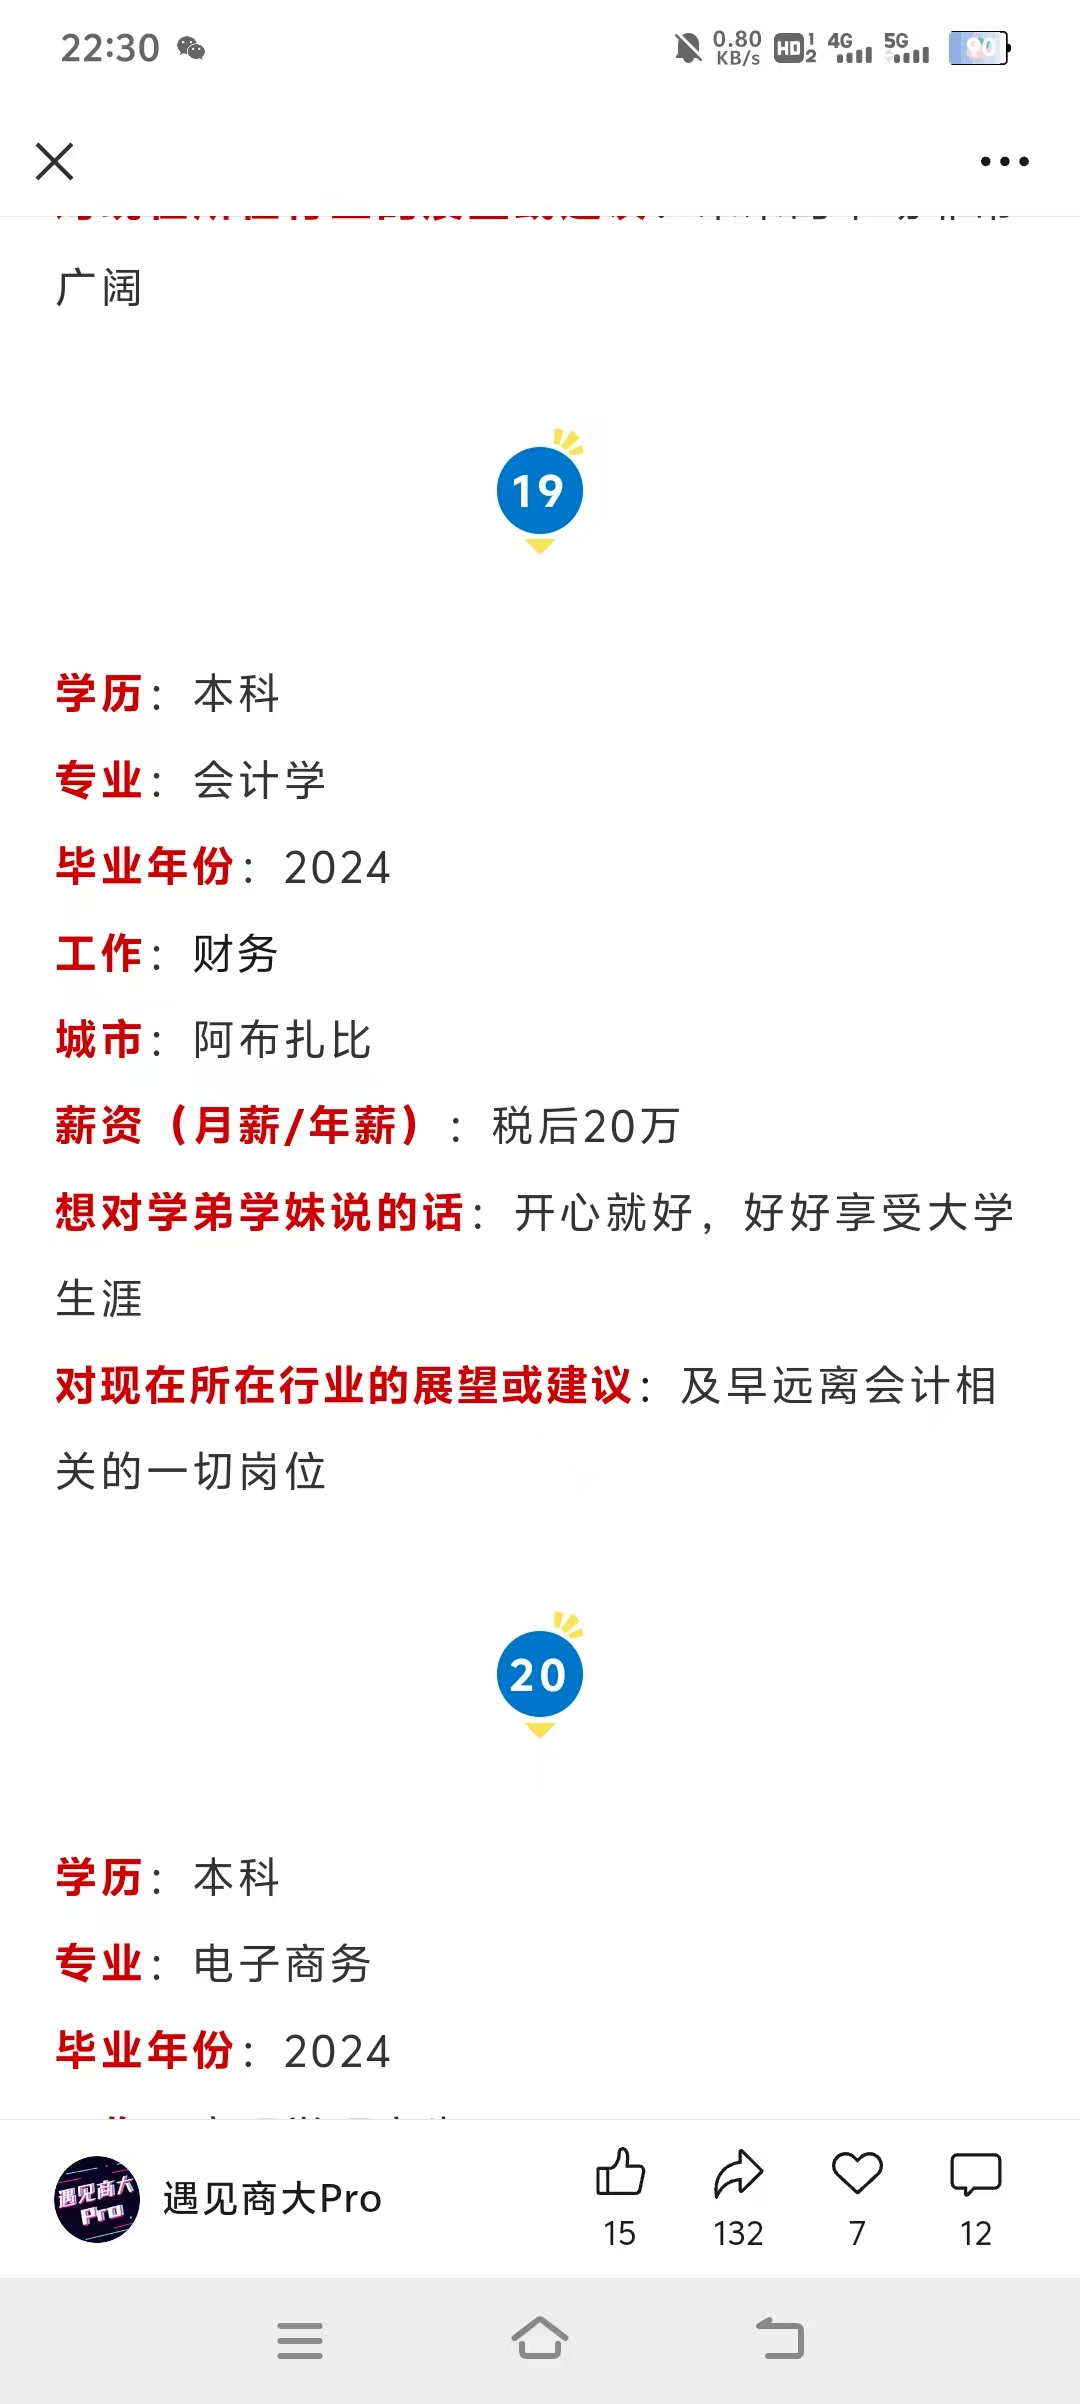 22:30
0.80 KB/s HD 1 2 4G 5G 90
广阔
19
学历：本科
专业：会计学
毕业年份：2024
工作：财务
城市：阿布扎比
薪资（月薪/年薪）：税后20万
想对学弟学妹说的话：开心就好，好好享受大学
生涯
对现在所在行业的展望或建议：及早远离会计相
关的一切岗位
20
学历：本科
专业：电子商务
毕业年份：2024
遇见商大 Pro
遇见商大Pro
15 132 7 12